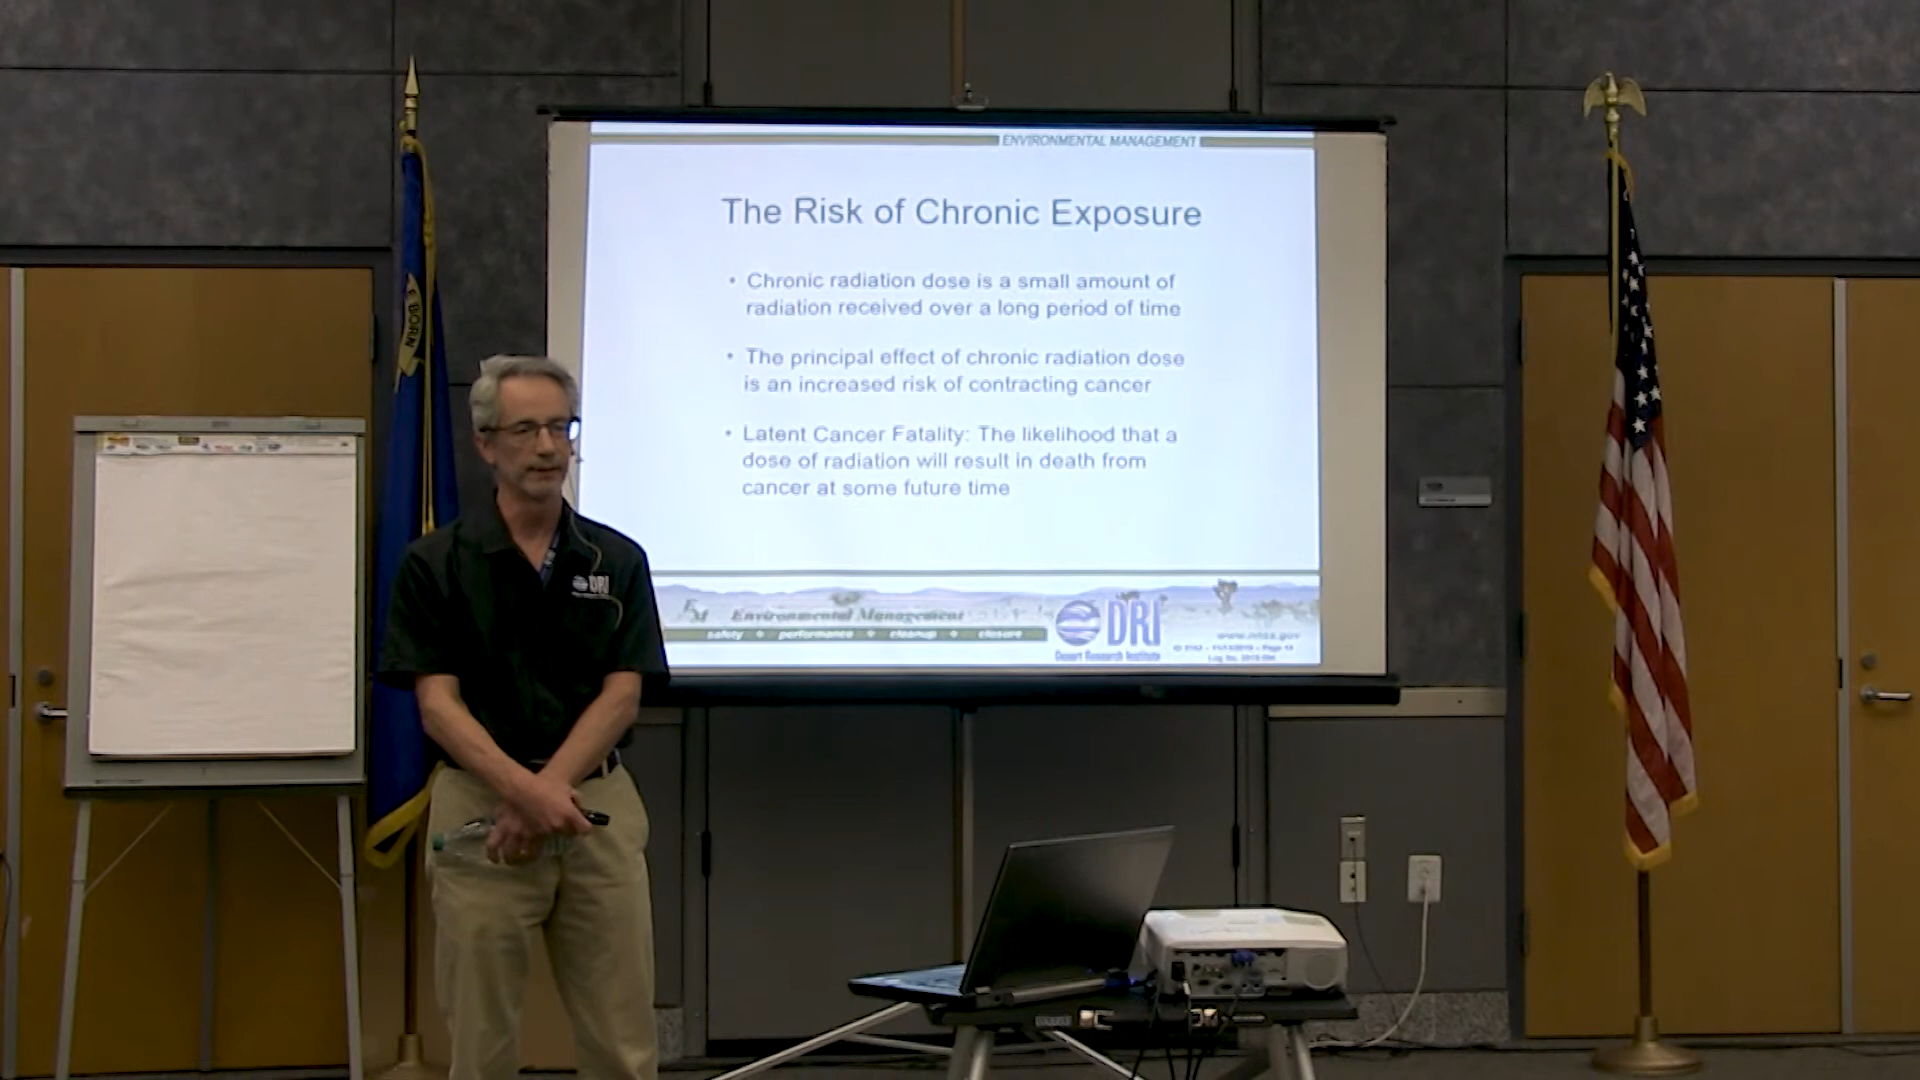 ENVIRONMENTAL MANAGEMENT
The Risk of Chronic Exposure
• Chronic radiation dose is a small amount of
radiation received over a long period of time
• The principal effect of chronic radiation dose
is an increased risk of contracting cancer
• Latent Cancer Fatality: The likelihood that a
dose of radiation will result in death from
cancer at some future time
EM Environmental Management
safety performance cleanup closure
DRI
Desert Research Institute
BORN
DRI